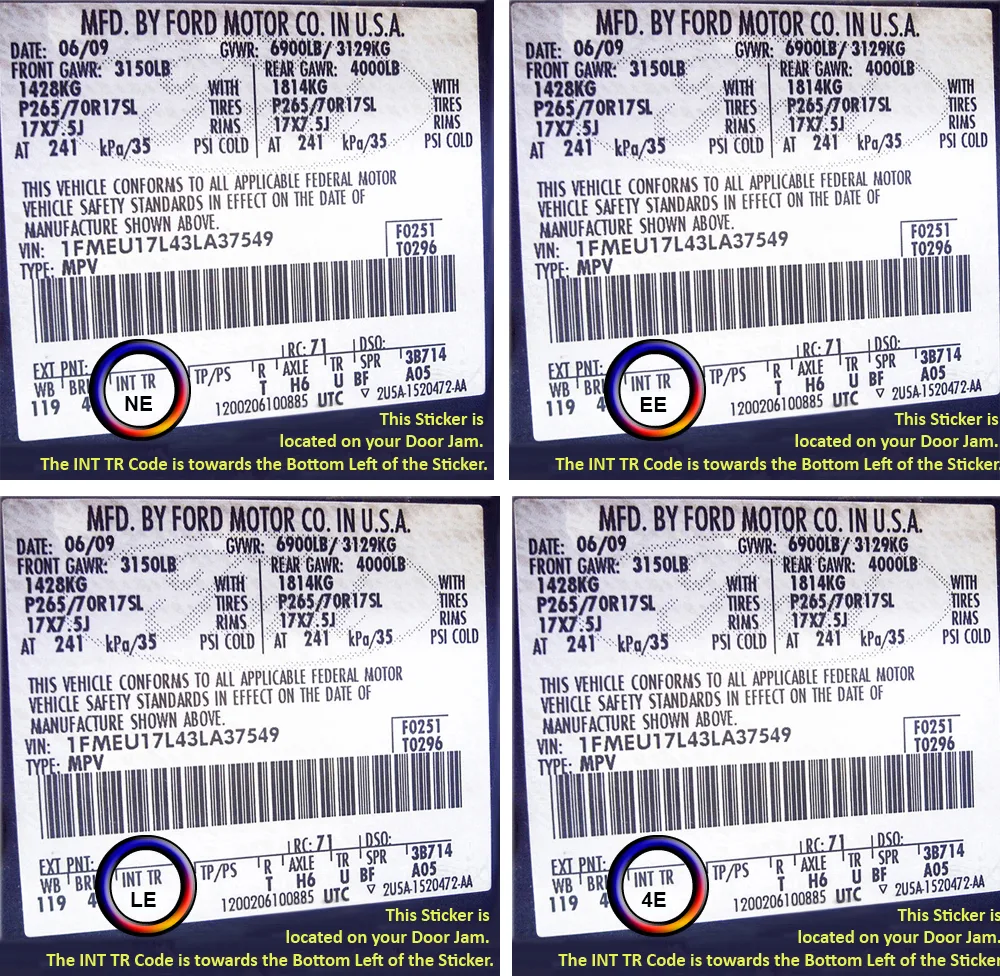 MFD. BY FORD MOTOR CO. IN U.S.A.
DATE: 06/09 GVWR: 6900LB/ 3129KG
FRONT GAWR: 3150LB REAR GAWR: 4000LB
1428KG WITH 1814KG WITH
P265/70R17SL TIRES P265/70R17SL TIRES
17X7.5J RIMS 17X7.5J RIMS
AT 241 kPa/35 PSI COLD AT 241 kPa/35 PSI COLD
THIS VEHICLE CONFORMS TO ALL APPLICABLE FEDERAL MOTOR
VEHICLE SAFETY STANDARDS IN EFFECT ON THE DATE OF
MANUFACTURE SHOWN ABOVE.
VIN: 1FMEU17L43LA37549 F0251
TYPE: MPV T0296
EXT PNT: RC: 71 DSO:
WB BR INT TR TP/PS R AXLE TR SPR 3B714
119 4 NE T H6 U BF A05
1200206100885 UTC ▽ 2U5A-1520472-AA
This Sticker is
located on your Door Jam.
The INT TR Code is towards the Bottom Left of the Sticker.
MFD. BY FORD MOTOR CO. IN U.S.A.
DATE: 06/09 GVWR: 6900LB/ 3129KG
FRONT GAWR: 3150LB REAR GAWR: 4000LB
1428KG WITH 1814KG WITH
P265/70R17SL TIRES P265/70R17SL TIRES
17X7.5J RIMS 17X7.5J RIMS
AT 241 kPa/35 PSI COLD AT 241 kPa/35 PSI COLD
THIS VEHICLE CONFORMS TO ALL APPLICABLE FEDERAL MOTOR
VEHICLE SAFETY STANDARDS IN EFFECT ON THE DATE OF
MANUFACTURE SHOWN ABOVE.
VIN: 1FMEU17L43LA37549 F0251
TYPE: MPV T0296
EXT PNT: RC: 71 DSO:
WB BR INT TR TP/PS R AXLE TR SPR 3B714
119 4 EE T H6 U BF A05
1200206100885 UTC ▽ 2U5A-1520472-AA
This Sticker is
located on your Door Jam.
The INT TR Code is towards the Bottom Left of the Sticker.
MFD. BY FORD MOTOR CO. IN U.S.A.
DATE: 06/09 GVWR: 6900LB/ 3129KG
FRONT GAWR: 3150LB REAR GAWR: 4000LB
1428KG WITH 1814KG WITH
P265/70R17SL TIRES P265/70R17SL TIRES
17X7.5J RIMS 17X7.5J RIMS
AT 241 kPa/35 PSI COLD AT 241 kPa/35 PSI COLD
THIS VEHICLE CONFORMS TO ALL APPLICABLE FEDERAL MOTOR
VEHICLE SAFETY STANDARDS IN EFFECT ON THE DATE OF
MANUFACTURE SHOWN ABOVE.
VIN: 1FMEU17L43LA37549 F0251
TYPE: MPV T0296
EXT PNT: RC: 71 DSO:
WB BR INT TR TP/PS R AXLE TR SPR 3B714
119 4 LE T H6 U BF A05
1200206100885 UTC ▽ 2U5A-1520472-AA
This Sticker is
located on your Door Jam.
The INT TR Code is towards the Bottom Left of the Sticker.
MFD. BY FORD MOTOR CO. IN U.S.A.
DATE: 06/09 GVWR: 6900LB/ 3129KG
FRONT GAWR: 3150LB REAR GAWR: 4000LB
1428KG WITH 1814KG WITH
P265/70R17SL TIRES P265/70R17SL TIRES
17X7.5J RIMS 17X7.5J RIMS
AT 241 kPa/35 PSI COLD AT 241 kPa/35 PSI COLD
THIS VEHICLE CONFORMS TO ALL APPLICABLE FEDERAL MOTOR
VEHICLE SAFETY STANDARDS IN EFFECT ON THE DATE OF
MANUFACTURE SHOWN ABOVE.
VIN: 1FMEU17L43LA37549 F0251
TYPE: MPV T0296
EXT PNT: RC: 71 DSO:
WB BR INT TR TP/PS R AXLE TR SPR 3B714
119 4 4E T H6 U BF A05
1200206100885 UTC ▽ 2U5A-1520472-AA
This Sticker is
located on your Door Jam.
The INT TR Code is towards the Bottom Left of the Sticker